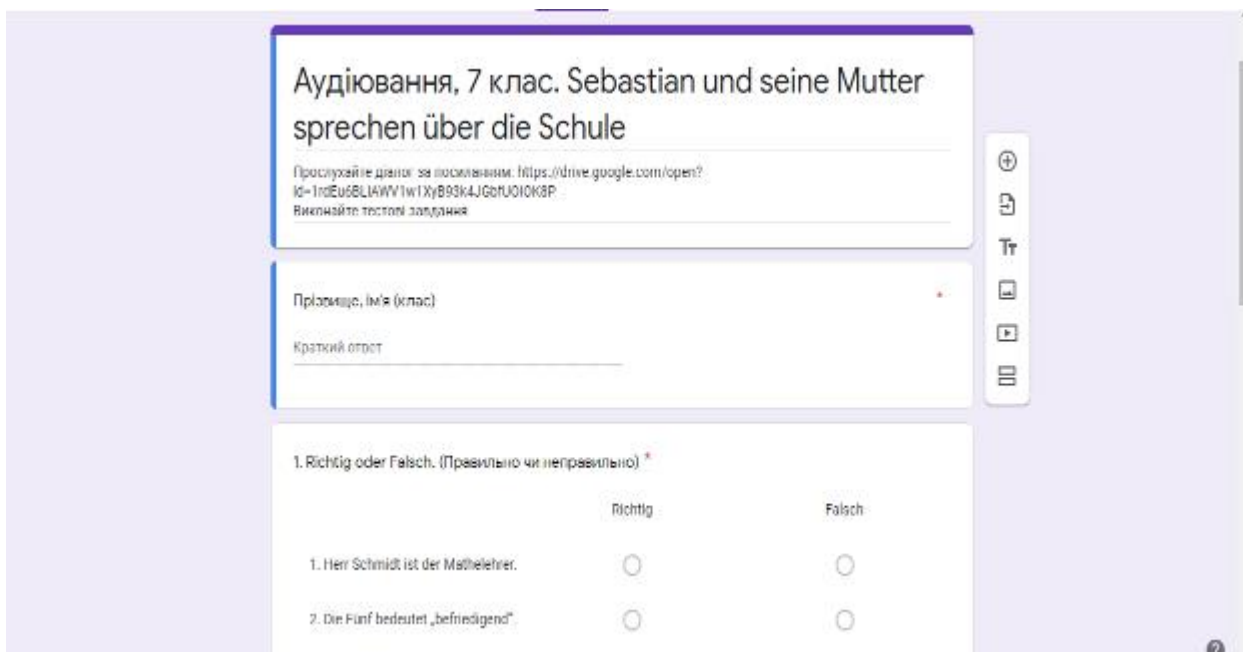 Аудіювання, 7 клас. Sebastian und seine Mutter
sprechen über die Schule
Прослухайте діалог за посиланням: https://drive.google.com/open?
Виконайте тестові завдання
Прізвище, ім'я (клас) *
Краткий ответ
1. Richtig oder Falsch. (Правильно чи неправильно) *
Richtig Falsch
1. Herr Schmidt ist der Mathelehrer.
2. Die Fünf bedeutet „befriedigend“.
Tт